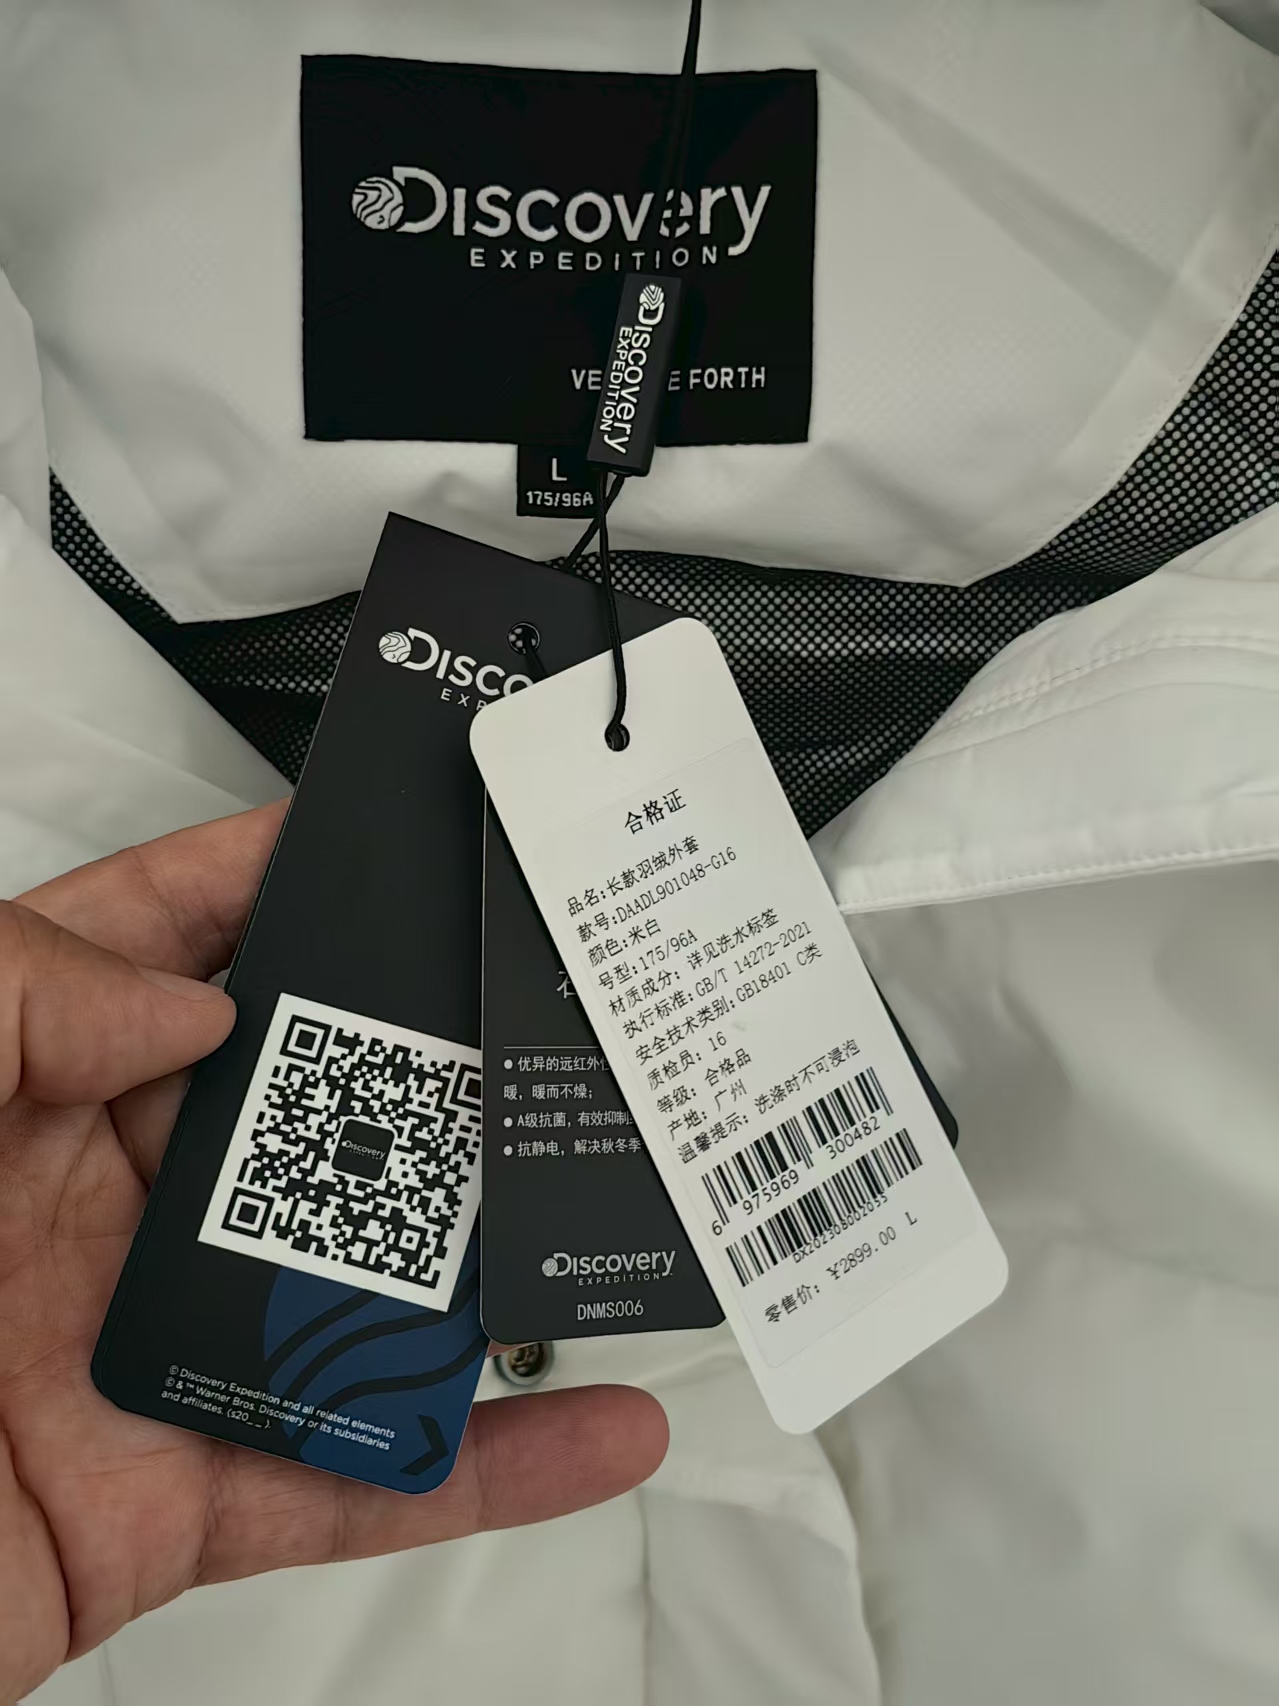 Discovery
EXPEDITION
FORTH
L
175/96A
Discovery
EXPEDITION
合格证
品名:长款羽绒外套
款号:DAADL901048-G16
颜色:米白
号型:175/96A
材质成分: 详见洗水标签
执行标准:GB/T 14272-2021
安全技术类别:GB18401 C类
质检员: 16
等级: 合格品
产地: 广州
温馨提示: 洗涤时不可浸泡
6 975969 300482
零售价: ¥2899.00 L
● 优异的远红外
暖，暖而不燥；
● A级抗菌，有效抑制
● 抗静电，解决秋冬季
Discovery
EXPEDITION
DNMS006
Discovery
© Discovery Expedition and all related elements
© & ™ Warner Bros. Discovery or its subsidiaries
and affiliates. (s20__).